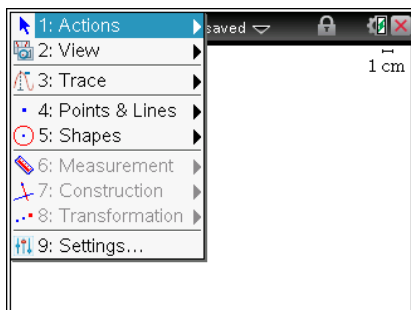 1: Actions
saved
2: View
1 cm
3: Trace
4: Points & Lines
5: Shapes
6: Measurement
7: Construction
8: Transformation
9: Settings...